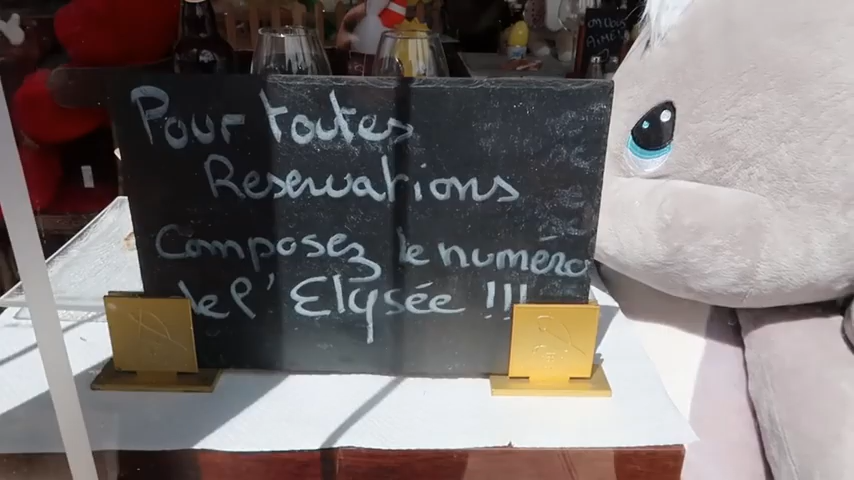 Pour toutes
Reservations
Composez le numéro
de l' Elysée !!!